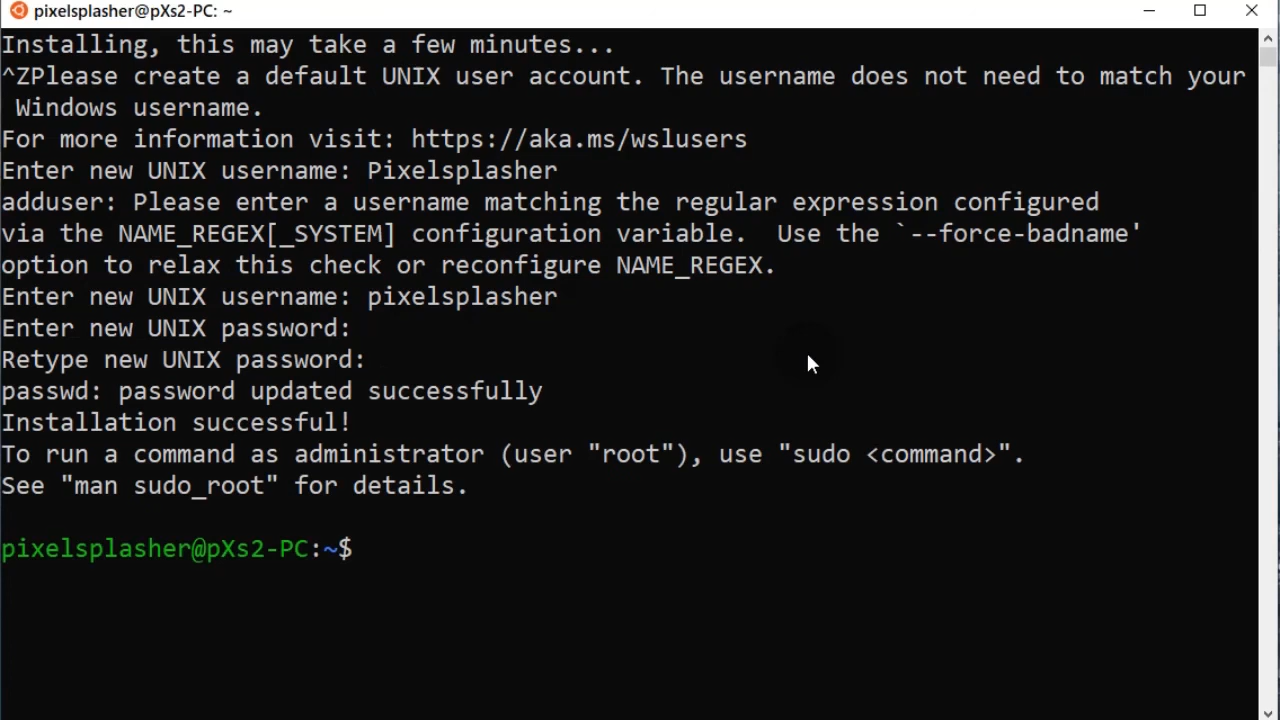 pixelsplasher@pXs2-PC: ~
Installing, this may take a few minutes...
^ZPlease create a default UNIX user account. The username does not need to match your
 Windows username.
For more information visit: https://aka.ms/wslusers
Enter new UNIX username: Pixelsplasher
adduser: Please enter a username matching the regular expression configured
via the NAME_REGEX[_SYSTEM] configuration variable.  Use the `--force-badname'
option to relax this check or reconfigure NAME_REGEX.
Enter new UNIX username: pixelsplasher
Enter new UNIX password:
Retype new UNIX password:
passwd: password updated successfully
Installation successful!
To run a command as administrator (user "root"), use "sudo <command>".
See "man sudo_root" for details.
pixelsplasher@pXs2-PC:~$